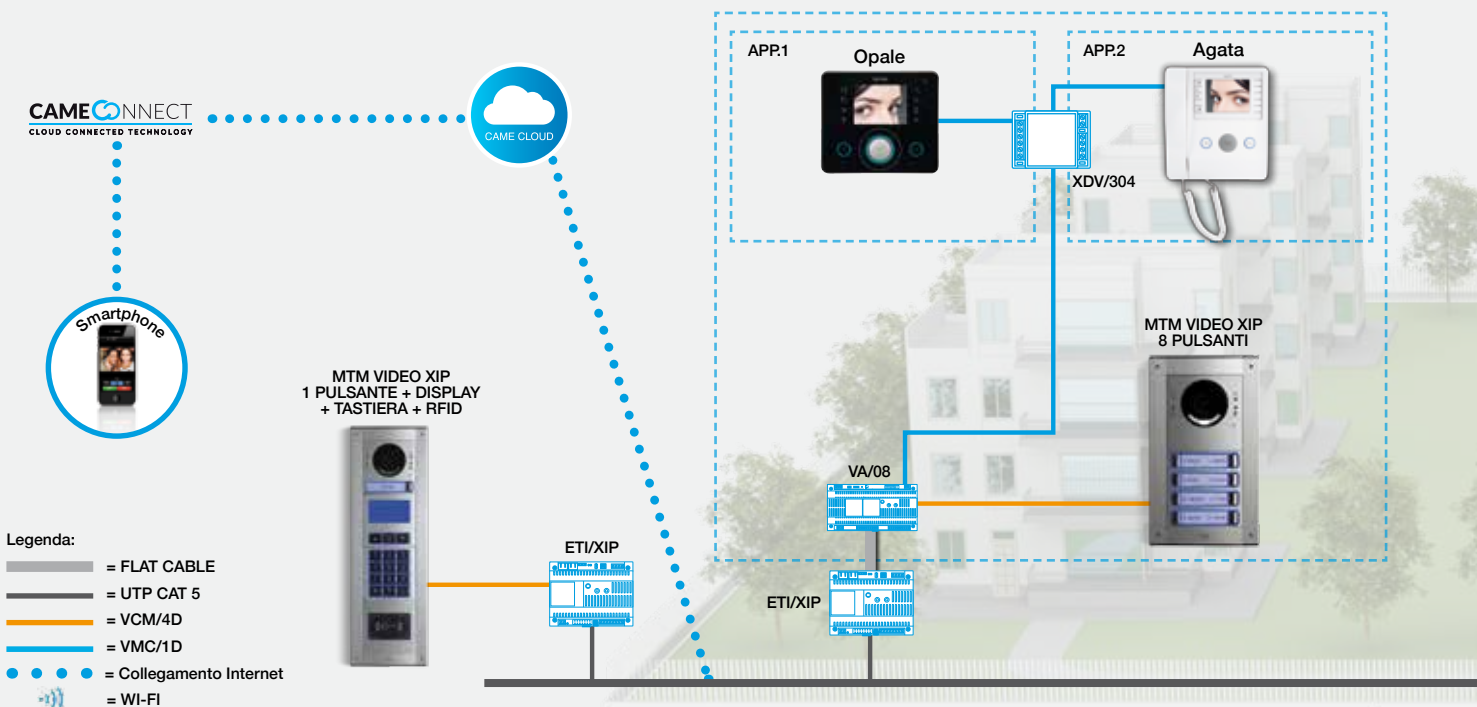 CAMECONNECT
CLOUD CONNECTED TECHNOLOGY
CAME CLOUD
Smartphone
APP.1
Opale
APP.2
Agata
XDV/304
MTM VIDEO XIP
8 PULSANTI
MTM VIDEO XIP
1 PULSANTE + DISPLAY
+ TASTIERA + RFID
VA/08
ETI/XIP
ETI/XIP
Legenda:
= FLAT CABLE
= UTP CAT 5
= VCM/4D
= VMC/1D
= Collegamento Internet
= WI-FI